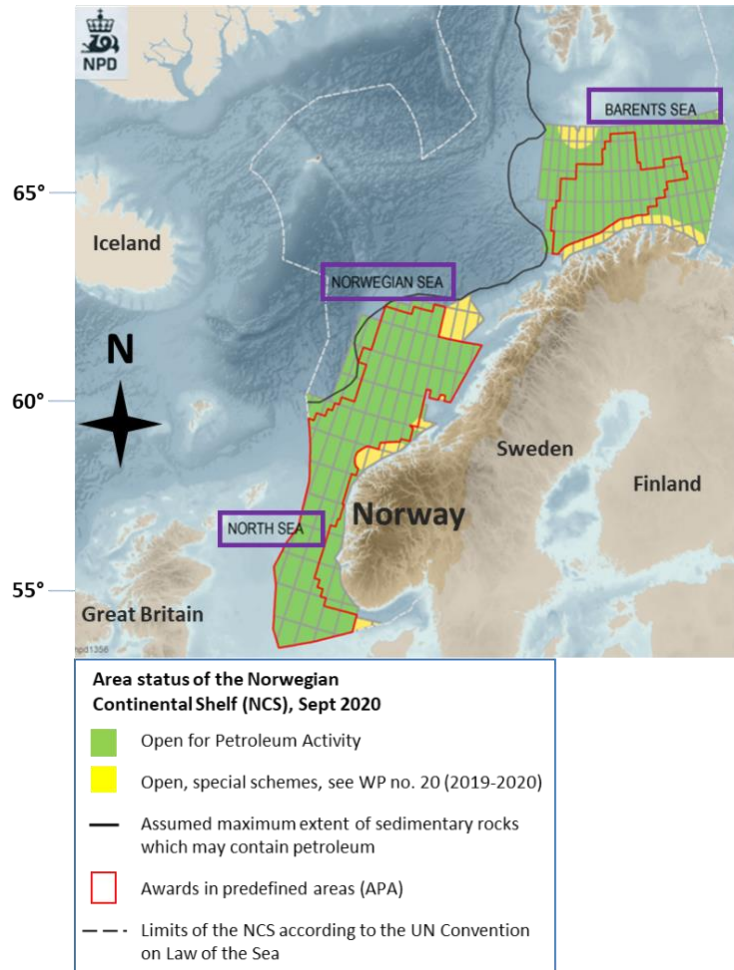 NPD
BARENTS SEA
65°
Iceland
NORWEGIAN SEA
N
60°
Sweden
Finland
Norway
NORTH SEA
55°
Great Britain
npd1356
Area status of the Norwegian
Continental Shelf (NCS), Sept 2020
Open for Petroleum Activity
Open, special schemes, see WP no. 20 (2019-2020)
Assumed maximum extent of sedimentary rocks
which may contain petroleum
Awards in predefined areas (APA)
Limits of the NCS according to the UN Convention
on Law of the Sea